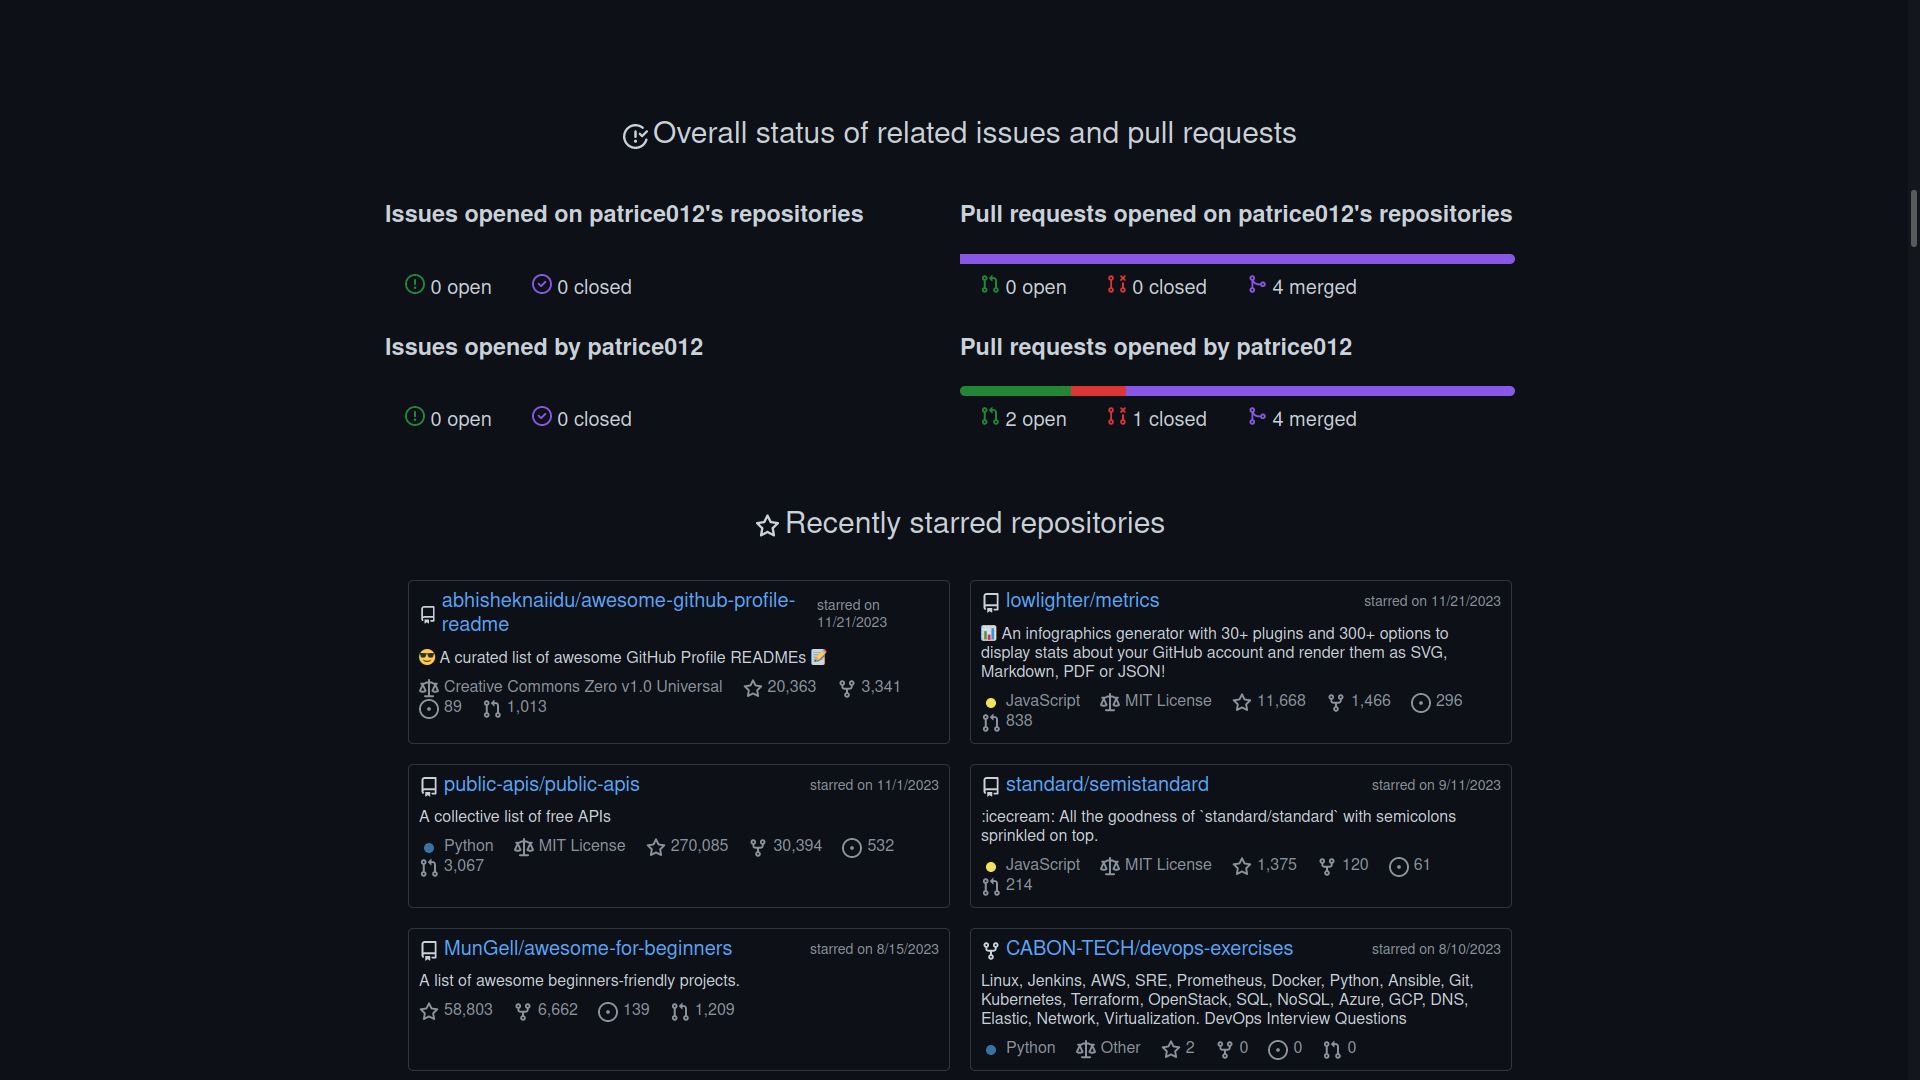 Overall status of related issues and pull requests
Issues opened on patrice012's repositories
0 open 0 closed
Pull requests opened on patrice012's repositories
0 open 0 closed 4 merged
Issues opened by patrice012
0 open 0 closed
Pull requests opened by patrice012
2 open 1 closed 4 merged
Recently starred repositories
abhisheknaiidu/awesome-github-profile-
readme
starred on
11/21/2023
😎 A curated list of awesome GitHub Profile READMEs 📝
Creative Commons Zero v1.0 Universal 20,363 3,341
89 1,013
lowlighter/metrics starred on 11/21/2023
📊 An infographics generator with 30+ plugins and 300+ options to
display stats about your GitHub account and render them as SVG,
Markdown, PDF or JSON!
JavaScript MIT License 11,668 1,466 296
838
public-apis/public-apis starred on 11/1/2023
A collective list of free APIs
Python MIT License 270,085 30,394 532
3,067
standard/semistandard starred on 9/11/2023
:icecream: All the goodness of `standard/standard` with semicolons
sprinkled on top.
JavaScript MIT License 1,375 120 61
214
MunGell/awesome-for-beginners starred on 8/15/2023
A list of awesome beginners-friendly projects.
58,803 6,662 139 1,209
CABON-TECH/devops-exercises starred on 8/10/2023
Linux, Jenkins, AWS, SRE, Prometheus, Docker, Python, Ansible, Git,
Kubernetes, Terraform, OpenStack, SQL, NoSQL, Azure, GCP, DNS,
Elastic, Network, Virtualization. DevOps Interview Questions
Python Other 2 0 0 0